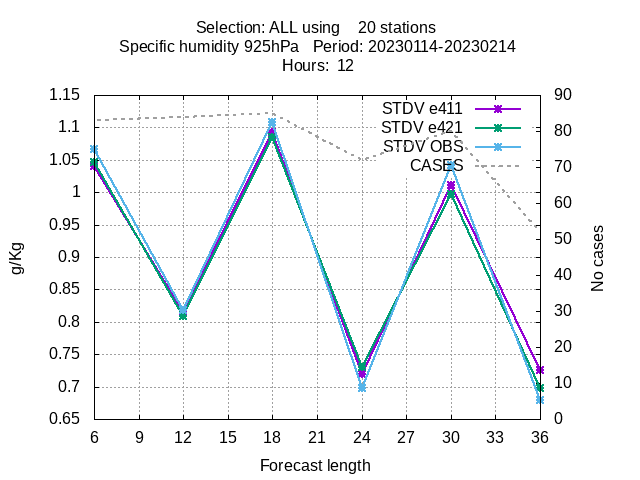 Selection: ALL using    20 stations
Specific humidity 925hPa   Period: 20230114-20230214
Hours:  12
STDV e411
STDV e421
STDV OBS
CASES
1.15
1.1
1.05
1
0.95
0.9
0.85
0.8
0.75
0.7
0.65
g/Kg
90
80
70
60
50
40
30
20
10
0
No cases
6 9 12 15 18 21 24 27 30 33 36
Forecast length